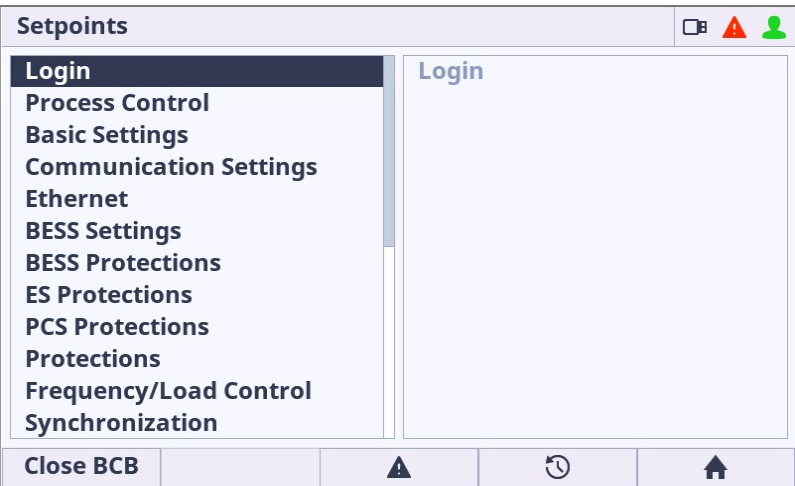 Setpoints
Login
Process Control
Basic Settings
Communication Settings
Ethernet
BESS Settings
BESS Protections
ES Protections
PCS Protections
Protections
Frequency/Load Control
Synchronization
Login
Close BCB